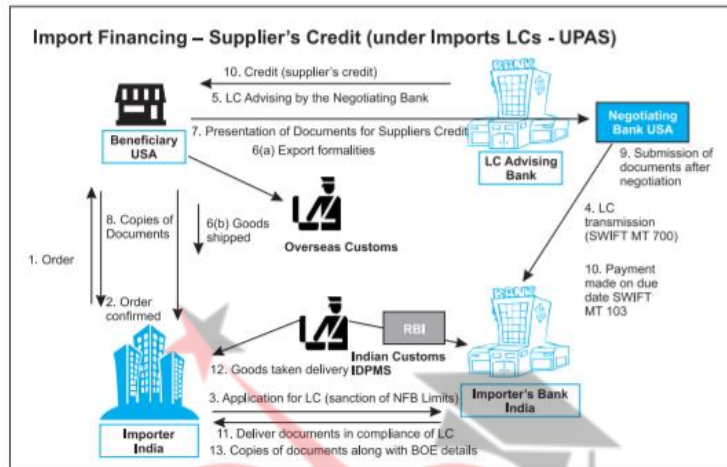 Import Financing – Supplier's Credit (under Imports LCs - UPAS)
10. Credit (supplier's credit)
5. LC Advising by the Negotiating Bank
7. Presentation of Documents for Suppliers Credit
6(a) Export formalities
Beneficiary
USA
BANK
LC Advising
Bank
Negotiating
Bank USA
9. Submission of
documents after
negotiation
4. LC
transmission
(SWIFT MT 700)
10. Payment
made on due
date SWIFT
MT 103
8. Copies of
Documents
6(b) Goods
shipped
Overseas Customs
1. Order
2. Order
confirmed
RBI
Indian Customs
IDPMS
12. Goods taken delivery
BANK
Importer's Bank
India
3. Application for LC (sanction of NFB Limits)
11. Deliver documents in compliance of LC
13. Copies of documents along with BOE details
Importer
India